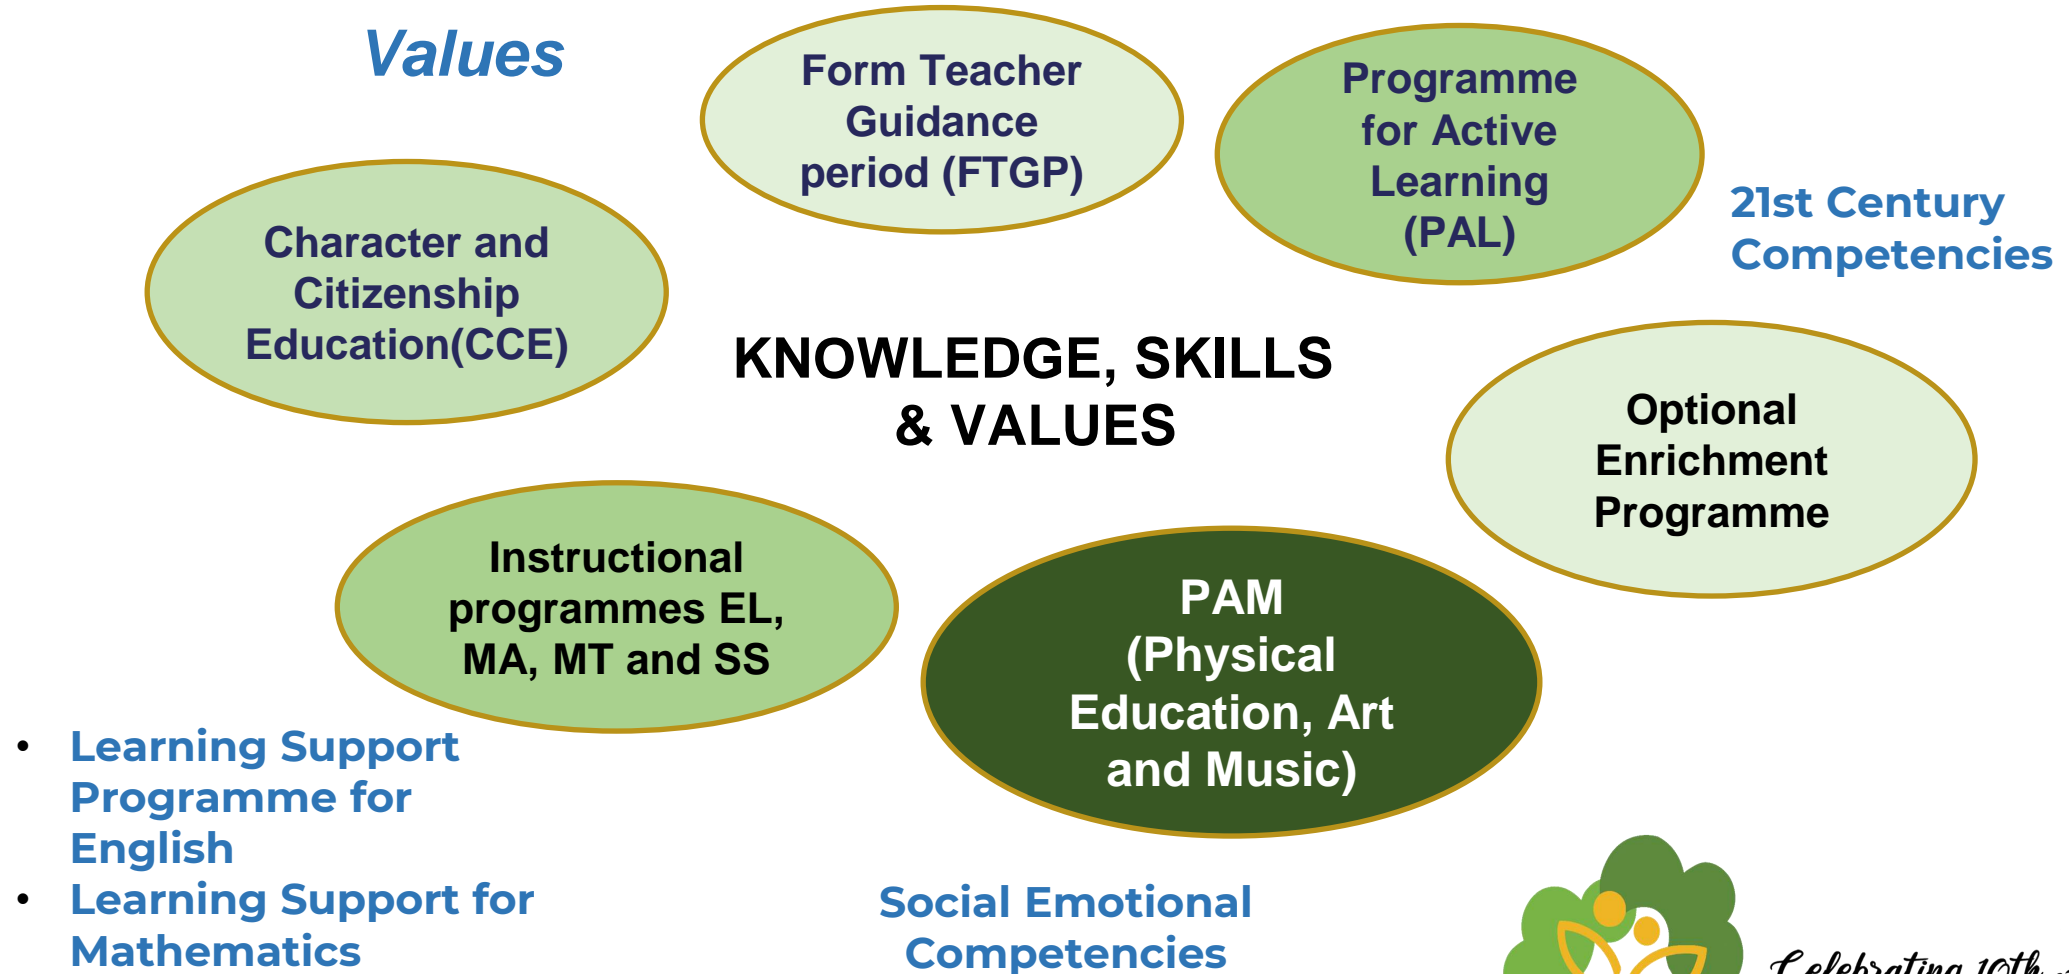 Values
Form Teacher
Guidance
period (FTGP)
Programme
for Active
Learning
(PAL)
21st Century
Competencies
Character and
Citizenship
Education(CCE)
KNOWLEDGE, SKILLS
& VALUES
Optional
Enrichment
Programme
Instructional
programmes EL,
MA, MT and SS
PAM
(Physical
Education, Art
and Music)
• Learning Support
Programme for
English
• Learning Support for
Mathematics
Social Emotional
Competencies
Celebrating 10th